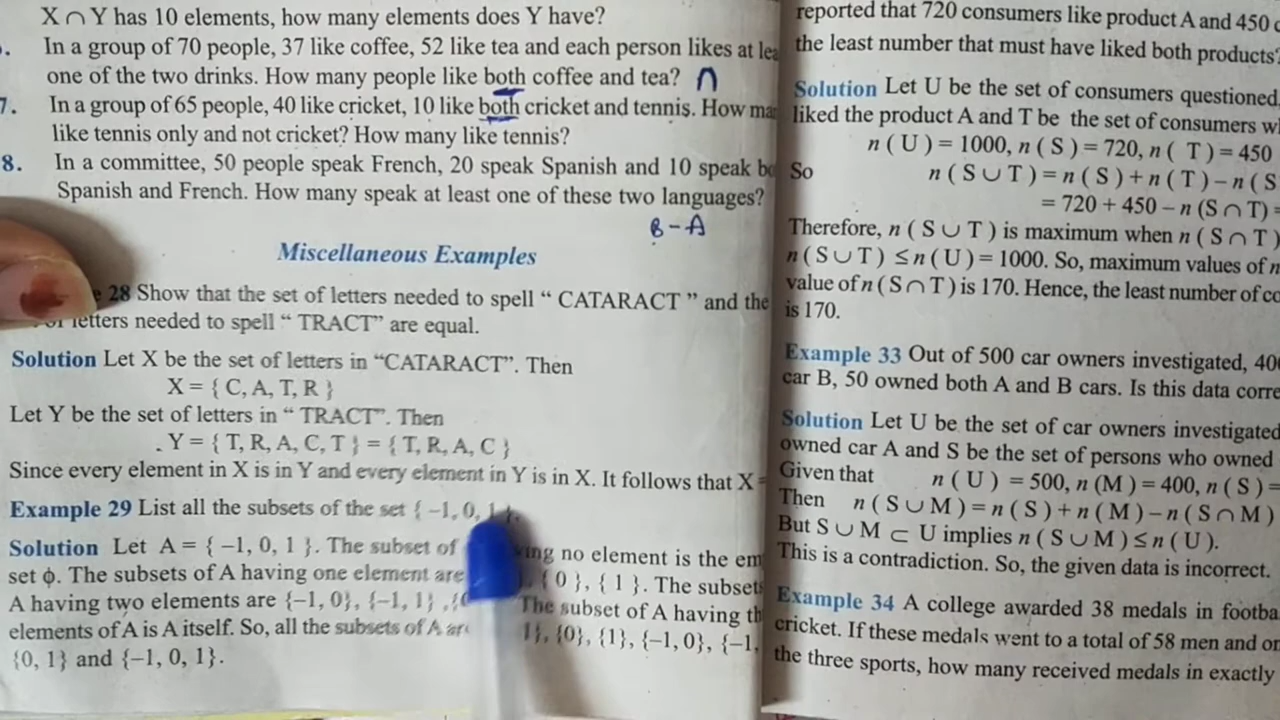 X ∩ Y has 10 elements, how many elements does Y have?
In a group of 70 people, 37 like coffee, 52 like tea and each person likes at
one of the two drinks. How many people like both coffee and tea? ∩
7. In a group of 65 people, 40 like cricket, 10 like both cricket and tennis. How
like tennis only and not cricket? How many like tennis?
8. In a committee, 50 people speak French, 20 speak Spanish and 10 speak
Spanish and French. How many speak at least one of these two languages?
B - A
Miscellaneous Examples
28 Show that the set of letters needed to spell “ CATARACT ” and the
letters needed to spell “ TRACT” are equal.
Solution Let X be the set of letters in “CATARACT”. Then
X = { C, A, T, R }
Let Y be the set of letters in “ TRACT”. Then
Y = { T, R, A, C, T } = { T, R, A, C }
Since every element in X is in Y and every element in Y is in X. It follows that X =
Example 29 List all the subsets of the set { –1, 0, 1 }.
Solution Let A = { –1, 0, 1 }. The subset of no element is the
set ϕ. The subsets of A having one element are { 0 }, { 1 }. The
A having two elements are {–1, 0}, {–1, 1} The subset of A having
elements of A is A itself. So, all the subsets of A {0}, {1}, {–1, 0}, {–1,
{0, 1} and {–1, 0, 1}.
reported that 720 consumers like product A and 450
the least number that must have liked both products?
Solution Let U be the set of consumers questioned,
liked the product A and T be the set of consumers
n ( U ) = 1000, n ( S ) = 720, n ( T ) = 450
So n ( S ∪ T ) = n ( S ) + n ( T ) – n ( S
= 720 + 450 – n (S ∩ T) =
Therefore, n ( S ∪ T ) is maximum when n ( S ∩ T )
n ( S ∪ T ) ≤ n ( U ) = 1000. So, maximum values of n
value of n ( S ∩ T ) is 170. Hence, the least number of
is 170.
Example 33 Out of 500 car owners investigated,
car B, 50 owned both A and B cars. Is this data
Solution Let U be the set of car owners investigated
owned car A and S be the set of persons who owned
Given that n ( U ) = 500, n (M ) = 400, n ( S ) =
Then n ( S ∪ M ) = n ( S ) + n ( M ) – n ( S ∩ M )
But S ∪ M ⊂ U implies n ( S ∪ M ) ≤ n ( U ).
This is a contradiction. So, the given data is incorrect.
Example 34 A college awarded 38 medals in
cricket. If these medals went to a total of 58 men and
the three sports, how many received medals in exactly